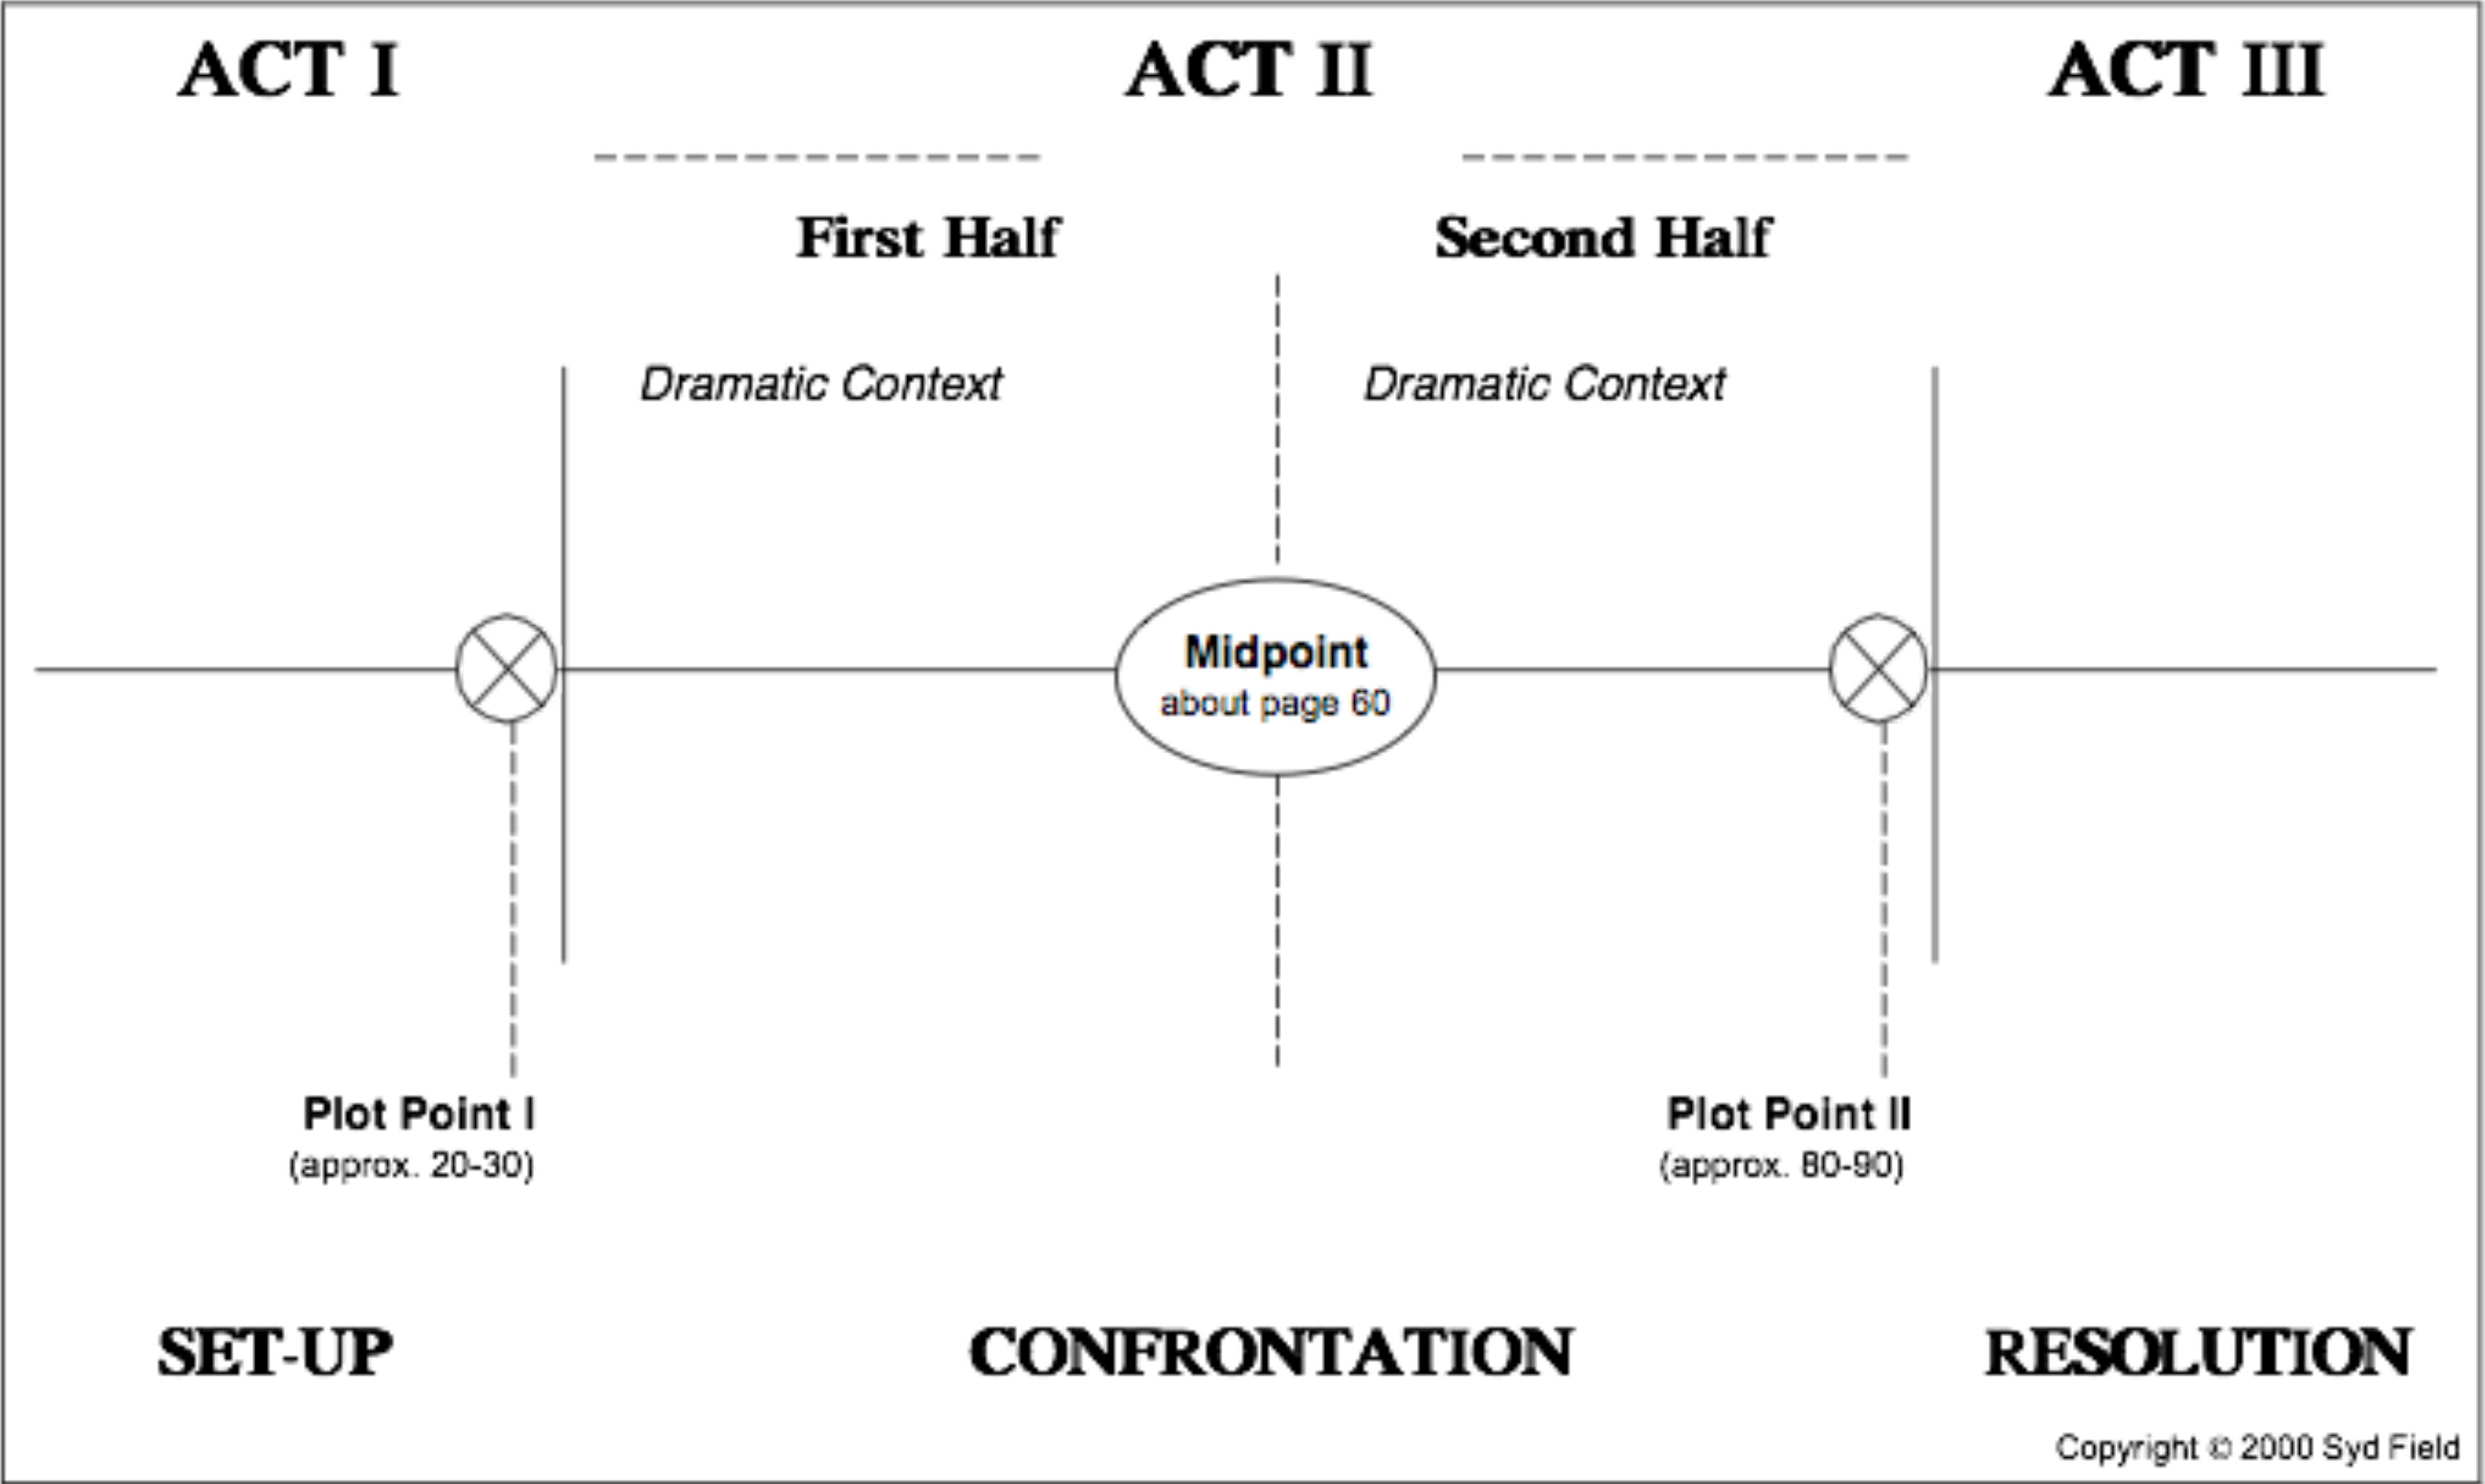 ACT I
ACT II
ACT III
First Half
Second Half
Dramatic Context
Dramatic Context
Midpoint
about page 60
Plot Point I
(approx. 20-30)
Plot Point II
(approx. 80-90)
SET-UP
CONFRONTATION
RESOLUTION
Copyright © 2000 Syd Field